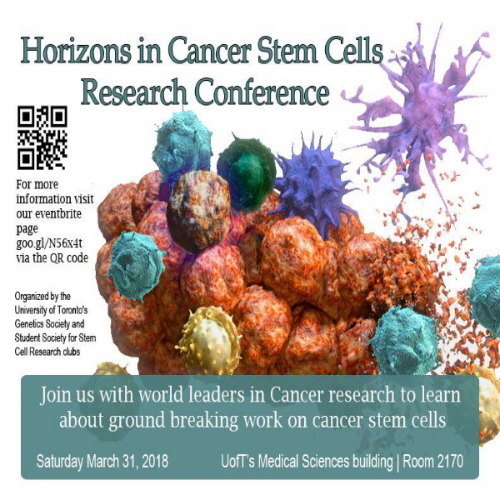 Horizons in Cancer Stem Cells
Research Conference
For more
information visit
our eventbrite
page
goo.gl/N56x4t
via the QR code
Organized by the
University of Toronto's
Genetics Society and
Student Society for Stem
Cell Research clubs
Join us with world leaders in Cancer research to learn
about ground breaking work on cancer stem cells
Saturday March 31, 2018 UofT's Medical Sciences building | Room 2170